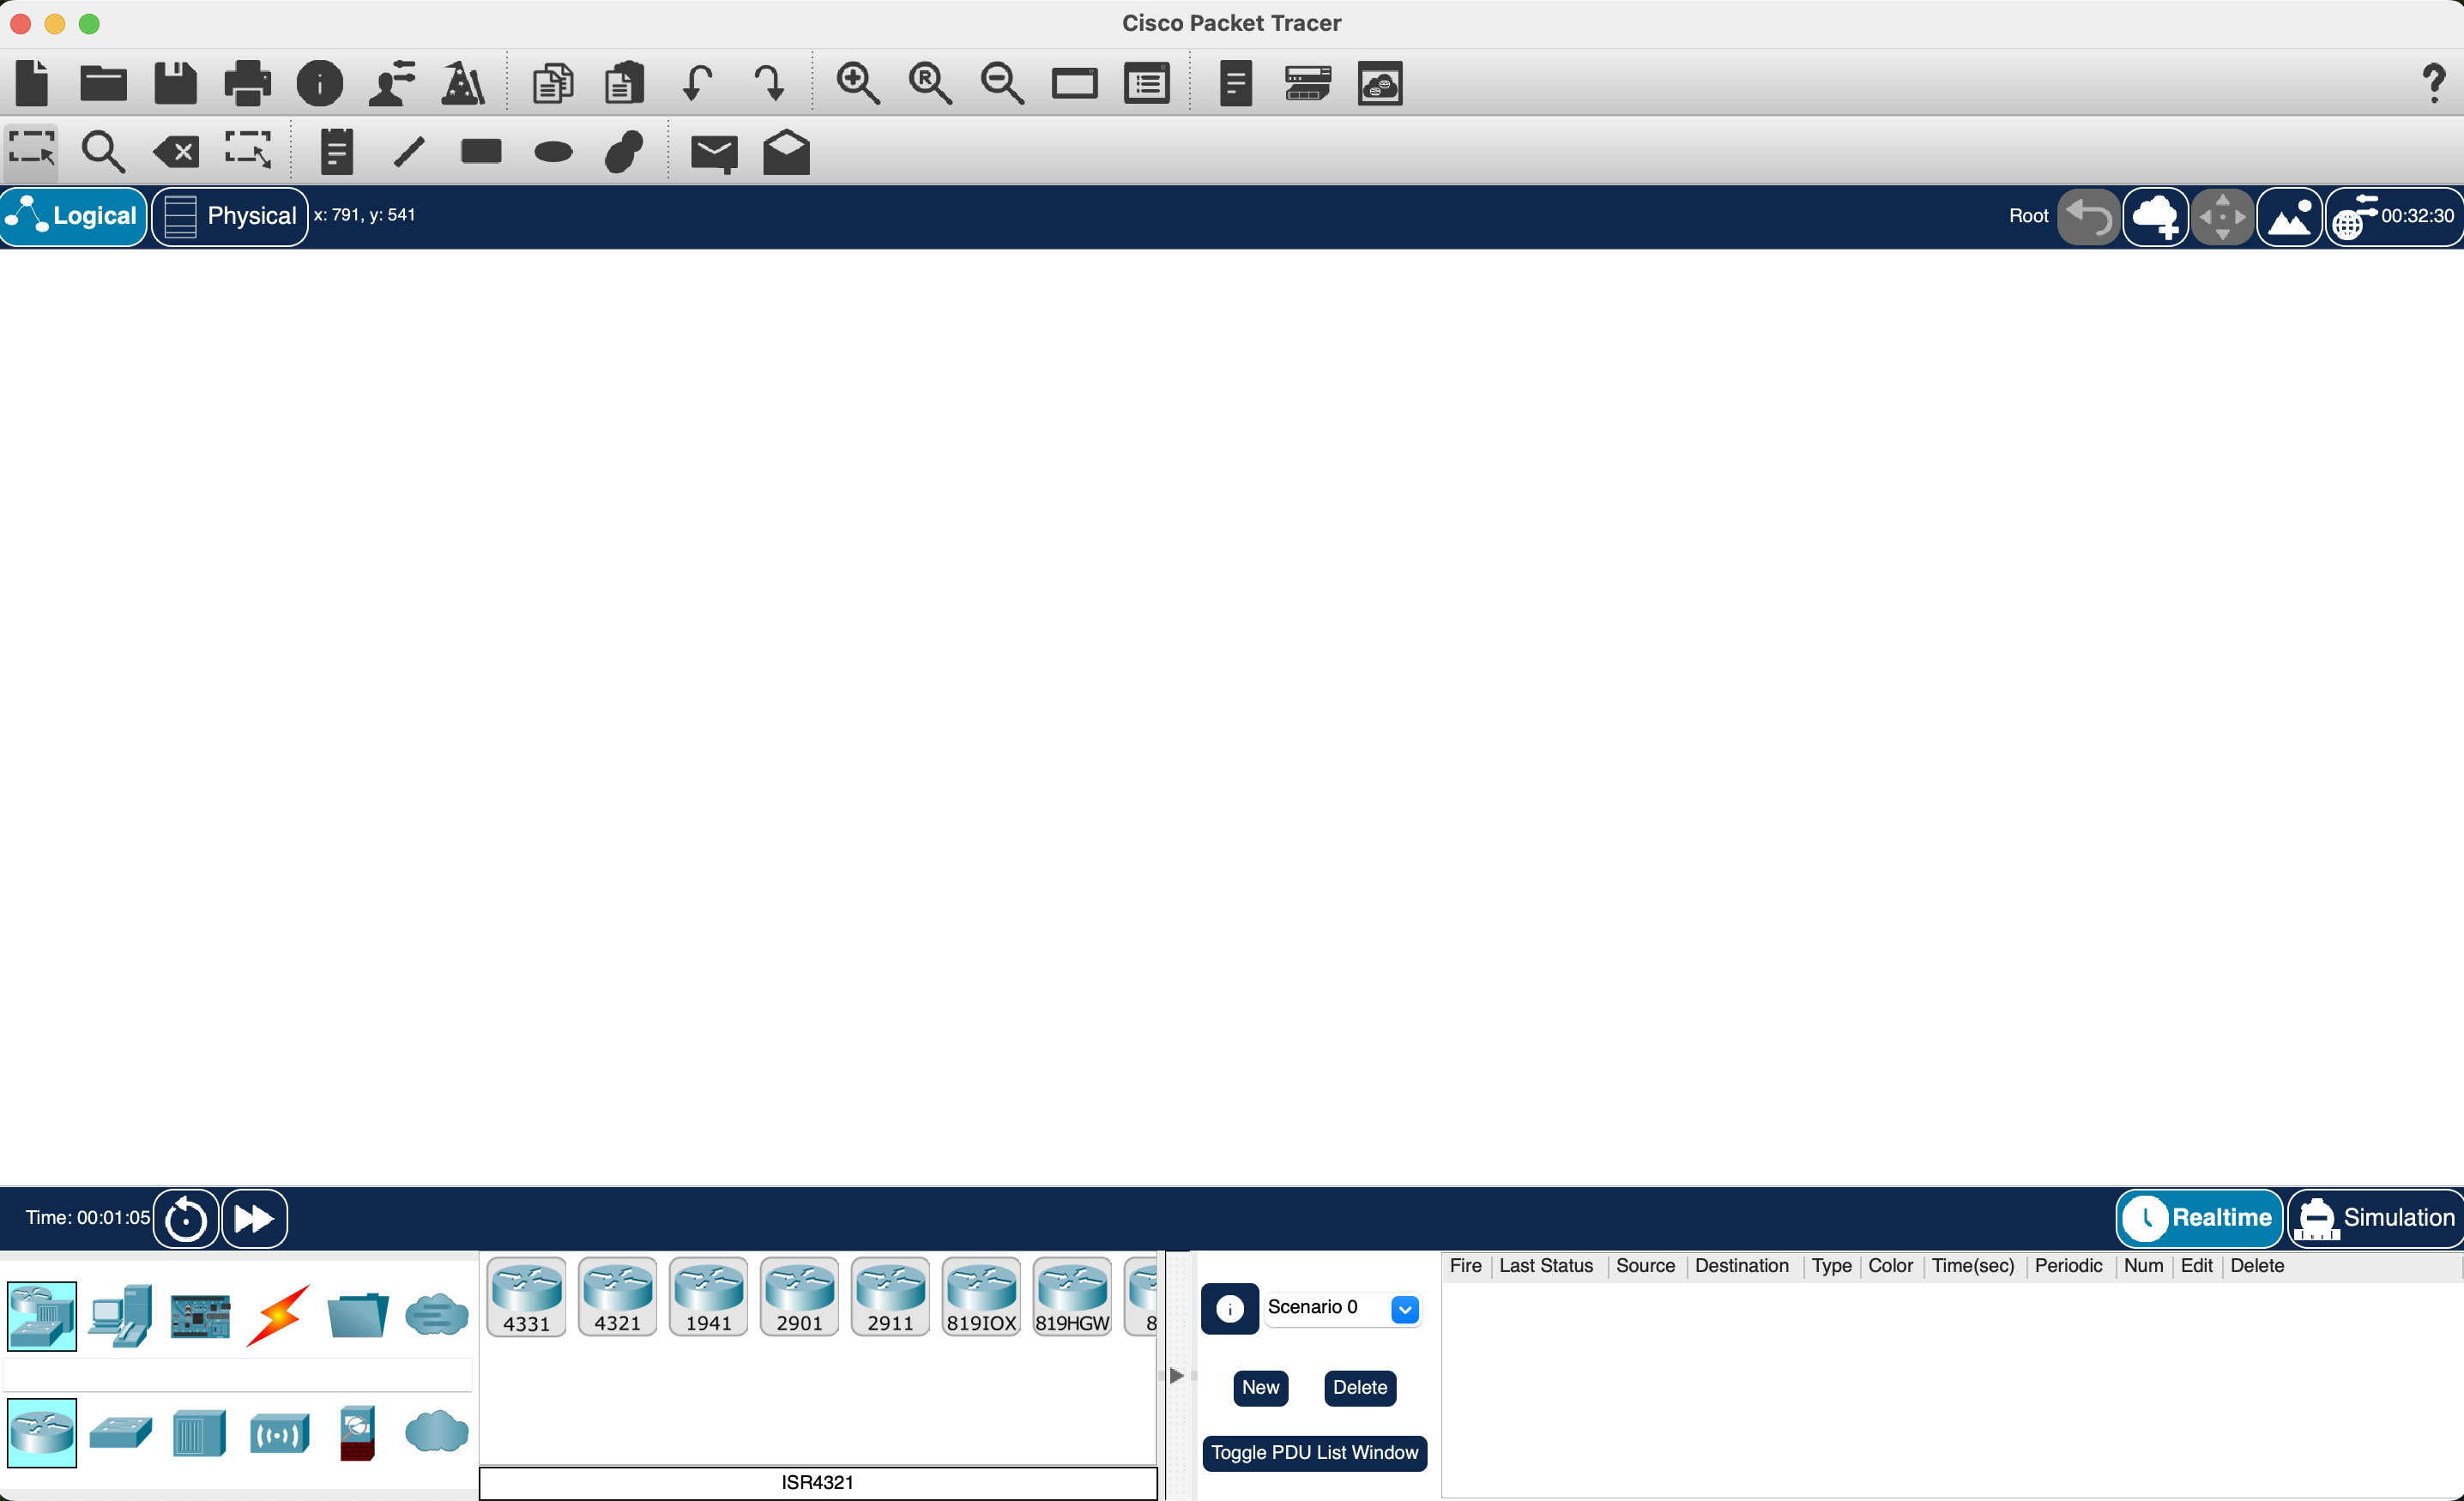 Cisco Packet Tracer
Logical Physical x: 791, y: 541 Root 00:32:30
Time: 00:01:05 Realtime Simulation
4331 4321 1941 2901 2911 819IOX 819HGW 8
ISR4321
Scenario 0
New Delete
Toggle PDU List Window
Fire Last Status Source Destination Type Color Time(sec) Periodic Num Edit Delete